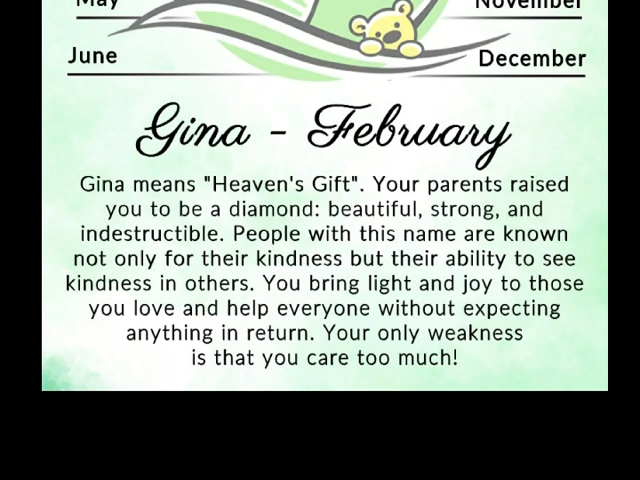 May
November
June
December
Gina - February
Gina means "Heaven's Gift". Your parents raised
you to be a diamond: beautiful, strong, and
indestructible. People with this name are known
not only for their kindness but their ability to see
kindness in others. You bring light and joy to those
you love and help everyone without expecting
anything in return. Your only weakness
is that you care too much!